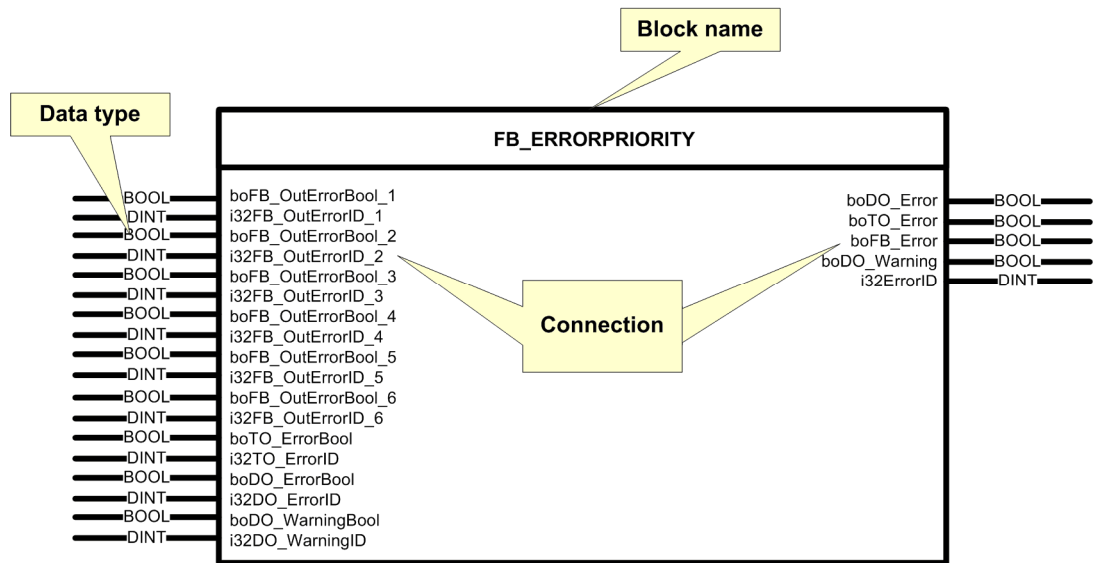 Block name
Data type
FB_ERRORPRIORITY
BOOL boFB_OutErrorBool_1
DINT i32FB_OutErrorID_1
BOOL boFB_OutErrorBool_2
DINT i32FB_OutErrorID_2
BOOL boFB_OutErrorBool_3
DINT i32FB_OutErrorID_3
BOOL boFB_OutErrorBool_4
DINT i32FB_OutErrorID_4
BOOL boFB_OutErrorBool_5
DINT i32FB_OutErrorID_5
BOOL boFB_OutErrorBool_6
DINT i32FB_OutErrorID_6
BOOL boTO_ErrorBool
DINT i32TO_ErrorID
BOOL boDO_ErrorBool
DINT i32DO_ErrorID
BOOL boDO_WarningBool
DINT i32DO_WarningID
Connection
boDO_Error BOOL
boTO_Error BOOL
boFB_Error BOOL
boDO_Warning BOOL
i32ErrorID DINT